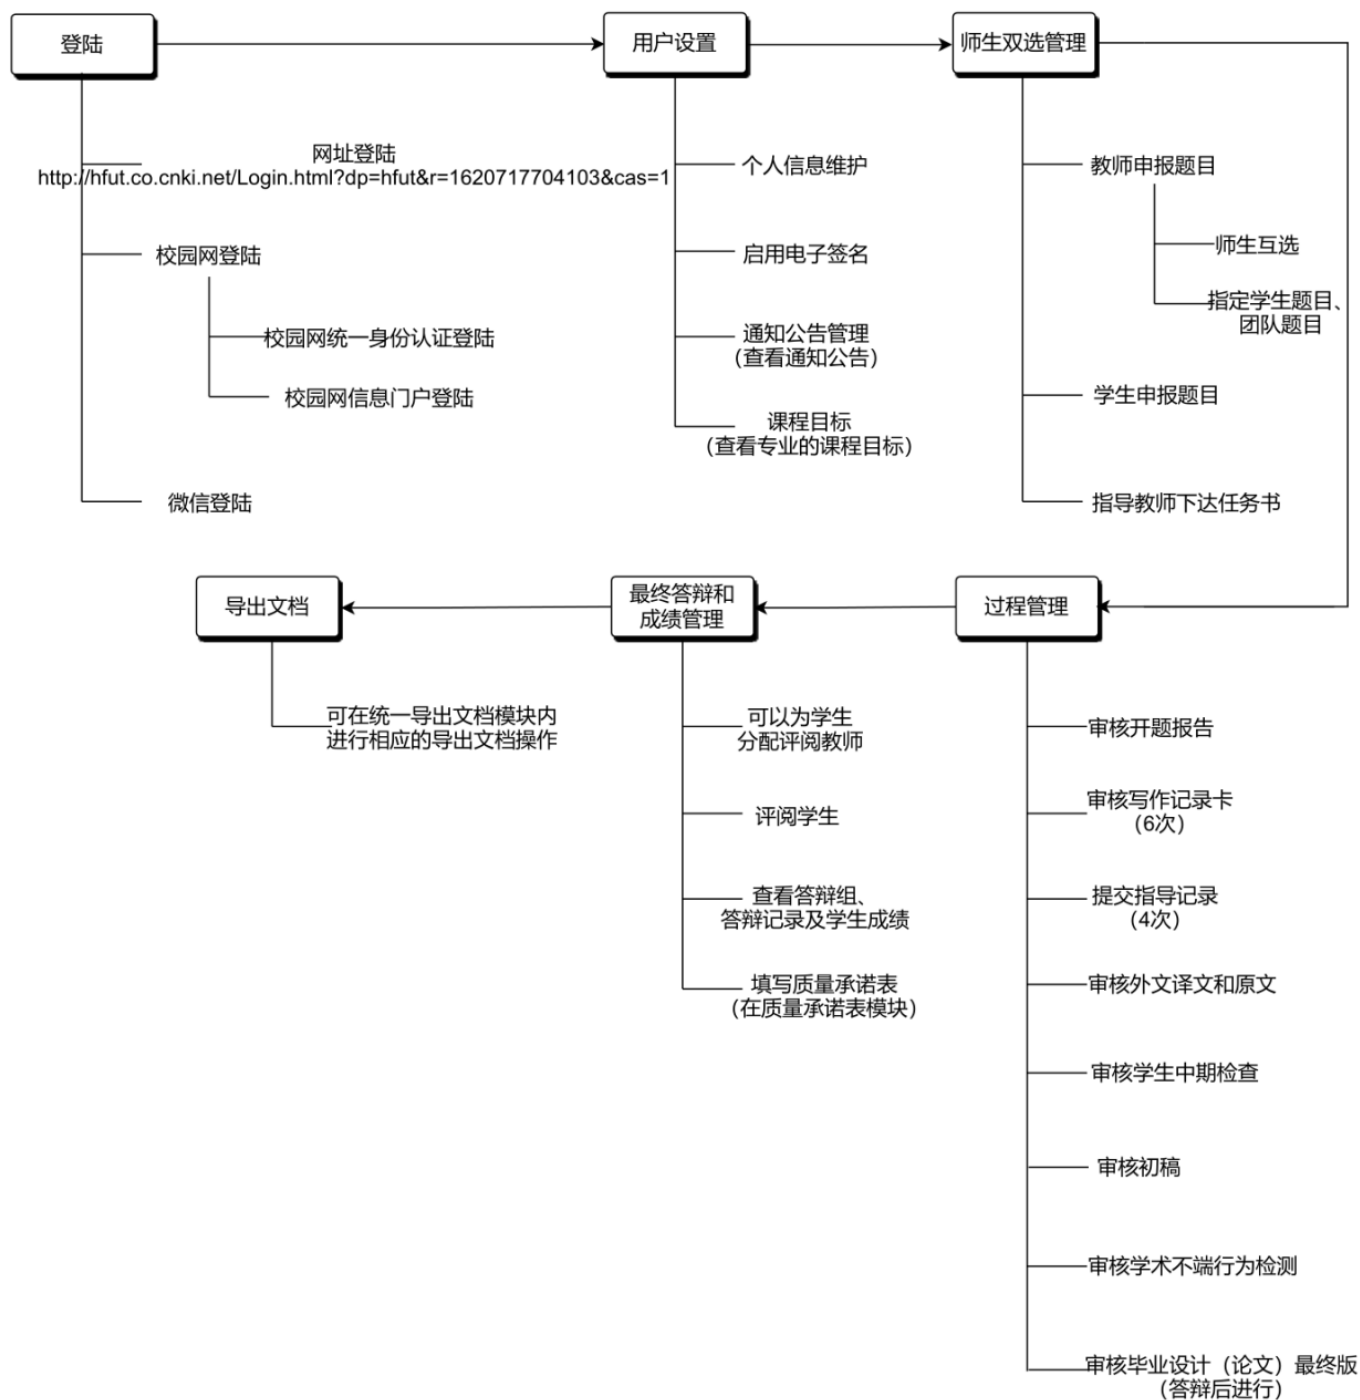 登陆
网址登陆
http://hfut.co.cnki.net/Login.html?dp=hfut&r=1620717704103&cas=1
校园网登陆
校园网统一身份认证登陆
校园网信息门户登陆
微信登陆
用户设置
个人信息维护
启用电子签名
通知公告管理
（查看通知公告）
课程目标
（查看专业的课程目标）
师生双选管理
教师申报题目
师生互选
指定学生题目、
团队题目
学生申报题目
指导教师下达任务书
过程管理
审核开题报告
审核写作记录卡
（6次）
提交指导记录
（4次）
审核外文译文和原文
审核学生中期检查
审核初稿
审核学术不端行为检测
审核毕业设计（论文）最终版
（答辩后进行）
最终答辩和
成绩管理
可以为学生
分配评阅教师
评阅学生
查看答辩组、
答辩记录及学生成绩
填写质量承诺表
（在质量承诺表模块）
导出文档
可在统一导出文档模块内
进行相应的导出文档操作